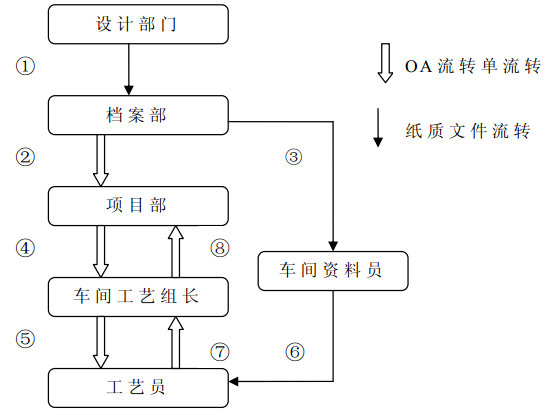 设计部门
①
OA流转单流转
档案部
纸质文件流转
②
③
项目部
④
⑧
车间资料员
车间工艺组长
⑤
⑦
⑥
工艺员